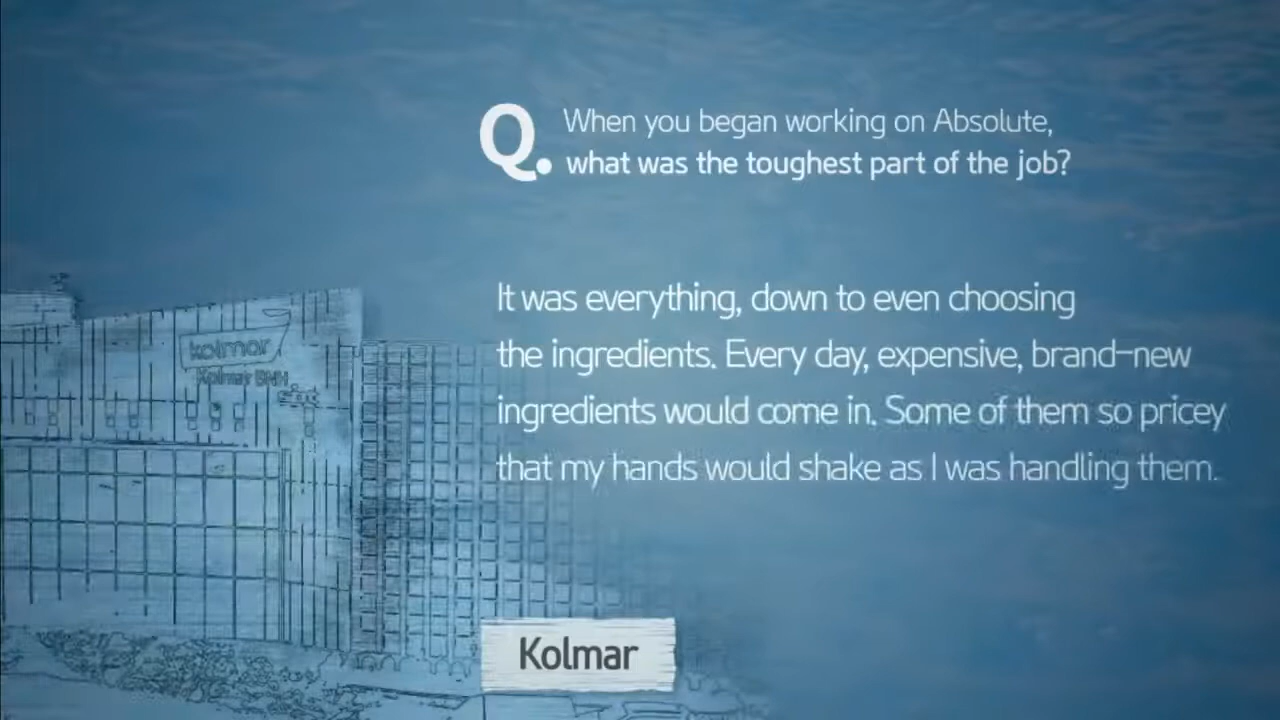 Q. When you began working on Absolute,
what was the toughest part of the job?
It was everything, down to even choosing
the ingredients. Every day, expensive, brand-new
ingredients would come in. Some of them so pricey
that my hands would shake as I was handling them.
kolmar
Kolmar BNH
Kolmar